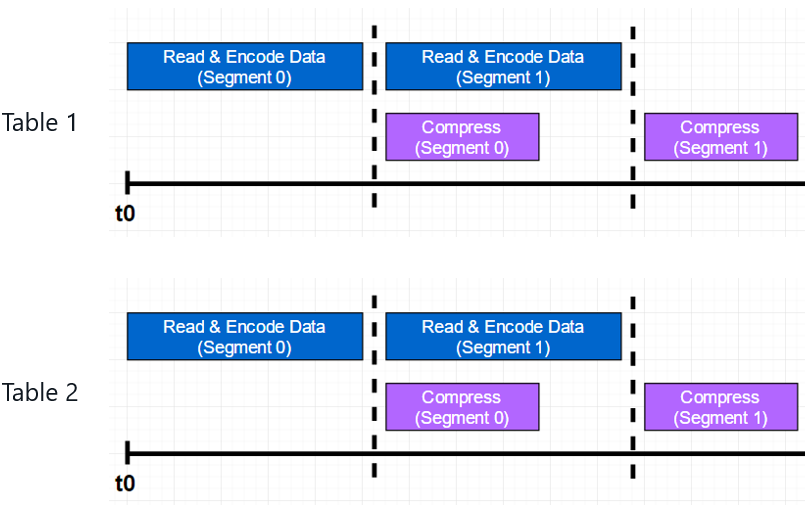 Read & Encode Data
(Segment 0)
Read & Encode Data
(Segment 1)
Table 1
Compress
(Segment 0)
Compress
(Segment 1)
t0
Read & Encode Data
(Segment 0)
Read & Encode Data
(Segment 1)
Table 2
Compress
(Segment 0)
Compress
(Segment 1)
t0